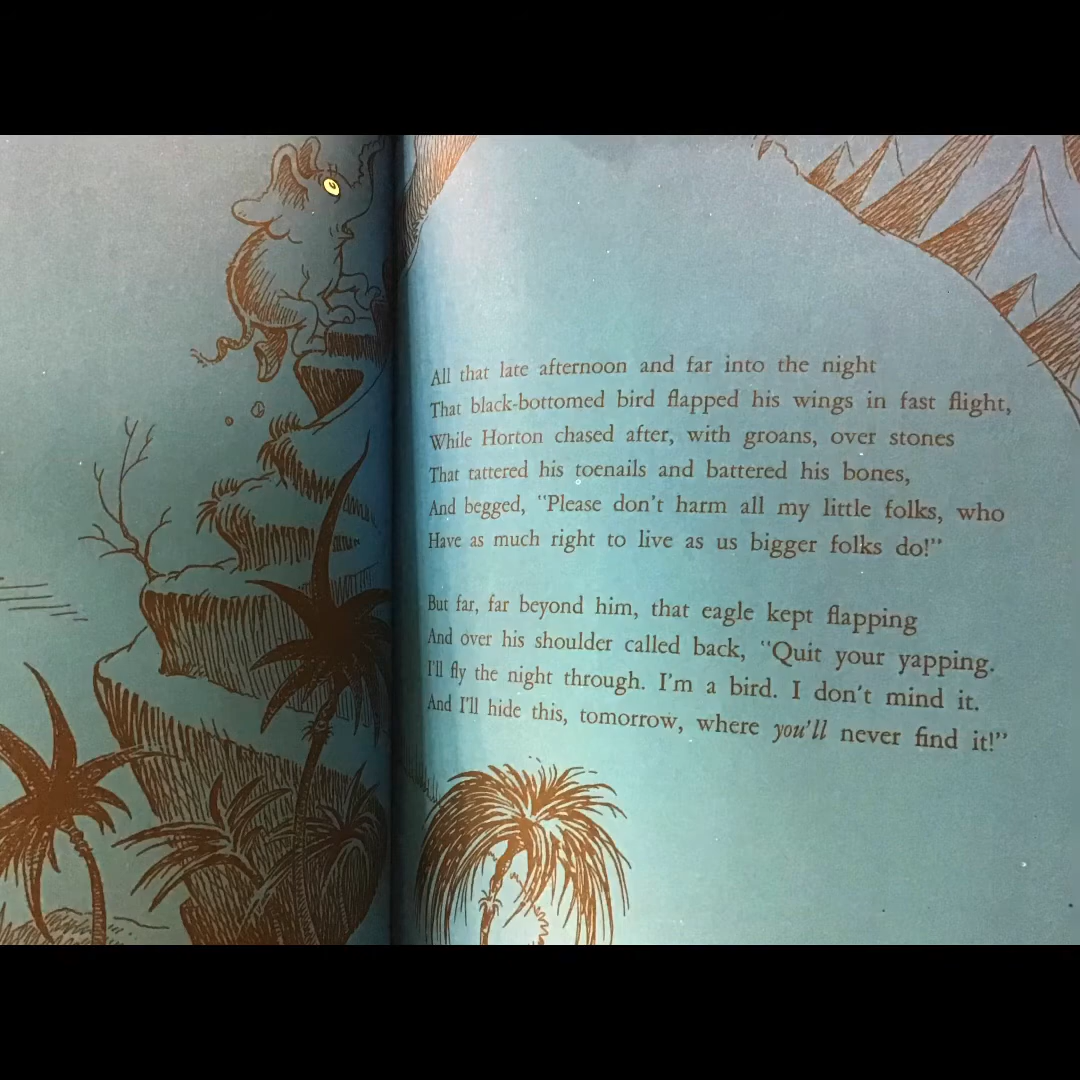 All that late afternoon and far into the night
That black-bottomed bird flapped his wings in fast flight,
While Horton chased after, with groans, over stones
That tattered his toenails and battered his bones,
And begged, "Please don't harm all my little folks, who
Have as much right to live as us bigger folks do!"
But far, far beyond him, that eagle kept flapping
And over his shoulder called back, "Quit your yapping.
I'll fly the night through. I'm a bird. I don't mind it.
And I'll hide this, tomorrow, where you'll never find it!"